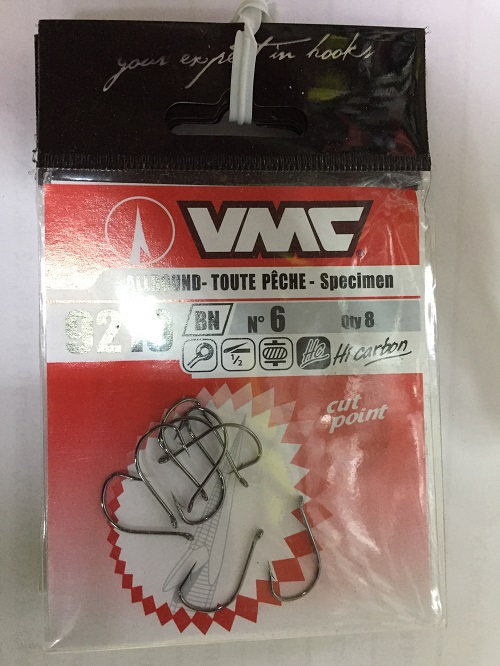 your expert in hooks
VMC
ALLROUND- TOUTE PÊCHE - Specimen
BN N° 6 Qty 8
1/2 HiQ Hi carbon
cut
point